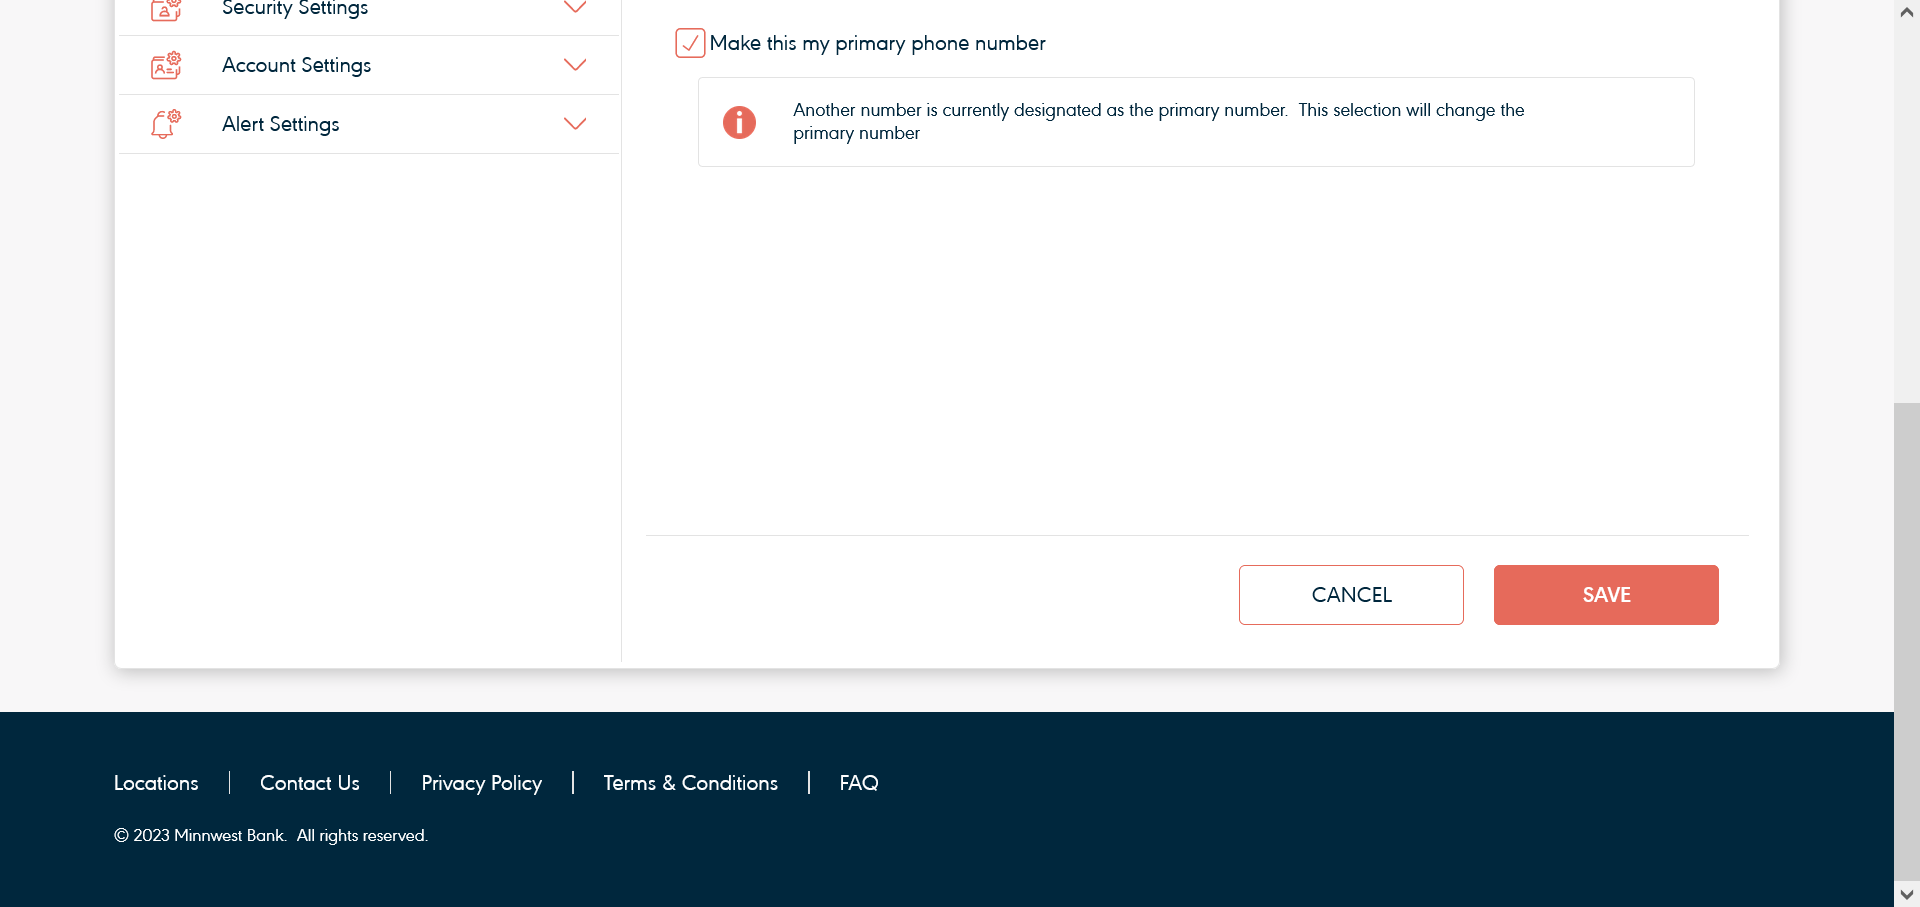 Security Settings
Account Settings
Alert Settings
Make this my primary phone number
Another number is currently designated as the primary number.  This selection will change the
primary number
CANCEL
SAVE
Locations
Contact Us
Privacy Policy
Terms & Conditions
FAQ
© 2023 Minnwest Bank.  All rights reserved.